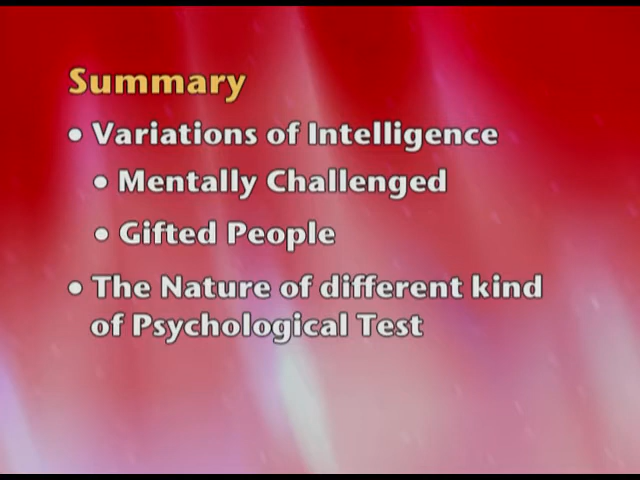 Summary
• Variations of Intelligence
• Mentally Challenged
• Gifted People
• The Nature of different kind
of Psychological Test